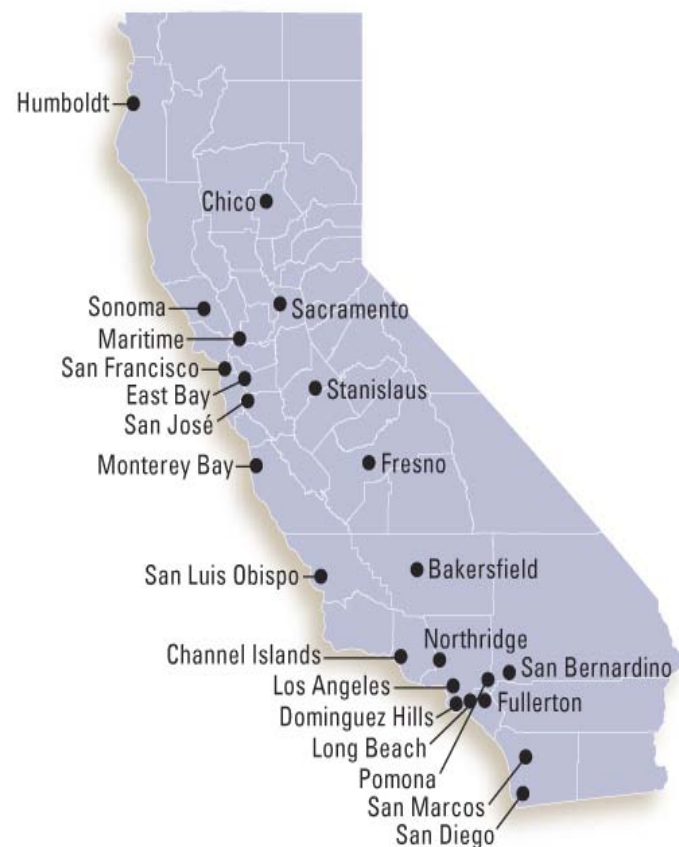 Humboldt
Chico
Sonoma
Sacramento
Maritime
San Francisco
East Bay
Stanislaus
San José
Monterey Bay
Fresno
San Luis Obispo
Bakersfield
Northridge
Channel Islands
San Bernardino
Los Angeles
Fullerton
Dominguez Hills
Long Beach
Pomona
San Marcos
San Diego